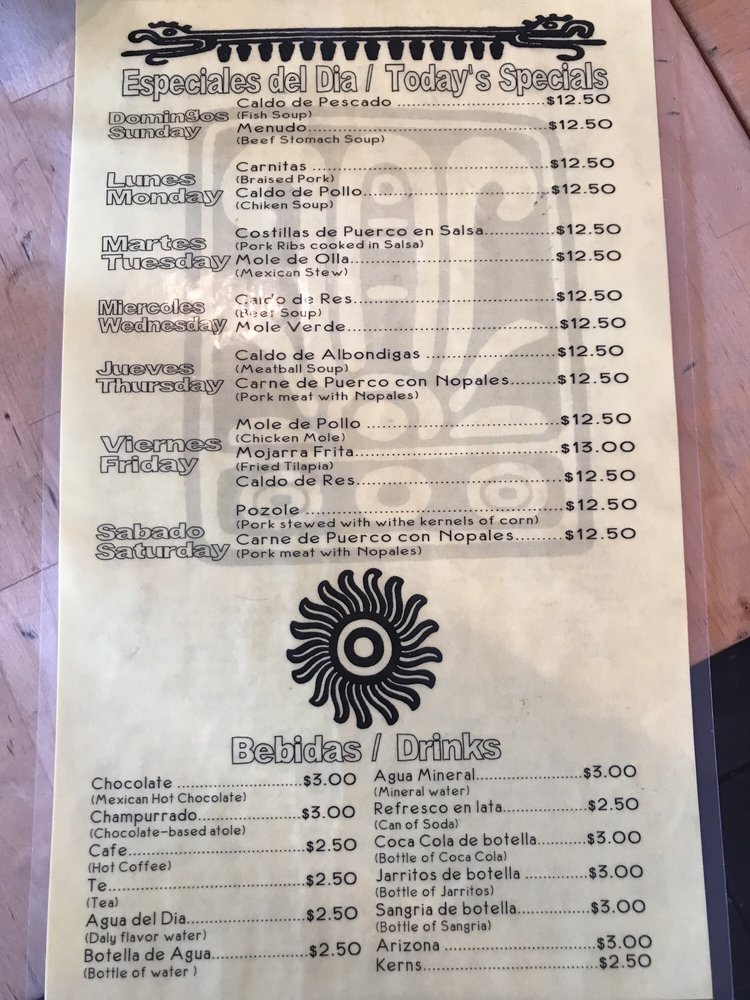 Especiales del Dia / Today's Specials
Domingos
Sunday
Caldo de Pescado ........................$12.50
(Fish Soup)
Menudo........................$12.50
(Beef Stomach Soup)
Lunes
Monday
Carnitas ........................$12.50
(Braised Pork)
Caldo de Pollo........................$12.50
(Chiken Soup)
Martes
Tuesday
Costillas de Puerco en Salsa............$12.50
(Pork Ribs cooked in Salsa)
Mole de Olla........................$12.50
(Mexican Stew)
Miercoles
Wednesday
Caldo de Res........................$12.50
(Beef Soup)
Mole Verde........................$12.50
Jueves
Thursday
Caldo de Albondigas ..................$12.50
(Meatball Soup)
Carne de Puerco con Nopales.........$12.50
(Pork meat with Nopales)
Viernes
Friday
Mole de Pollo ........................$12.50
(Chicken Mole)
Mojarra Frita........................$13.00
(Fried Tilapia)
Caldo de Res........................$12.50
Sabado
Saturday
Pozole ........................$12.50
(Pork stewed with withe kernels of corn)
Carne de Puerco con Nopales.........$12.50
(Pork meat with Nopales)
Bebidas / Drinks
Chocolate ....................$3.00
(Mexican Hot Chocolate)
Champurrado..................$3.00
(Chocolate-based atole)
Cafe............................$2.50
(Hot Coffee)
Te..............................$2.50
(Tea)
Agua del Dia...................$2.50
(Daly flavor water)
Botella de Agua...............$2.50
(Bottle of water )
Agua Mineral...................$3.00
(Mineral water)
Refresco en lata...............$2.50
(Can of Soda)
Coca Cola de botella..........$3.00
(Bottle of Coca Cola)
Jarritos de botella ............$3.00
(Bottle of Jarritos)
Sangria de botella.............$3.00
(Bottle of Sangria)
Arizona ........................$3.00
Kerns...........................$2.50